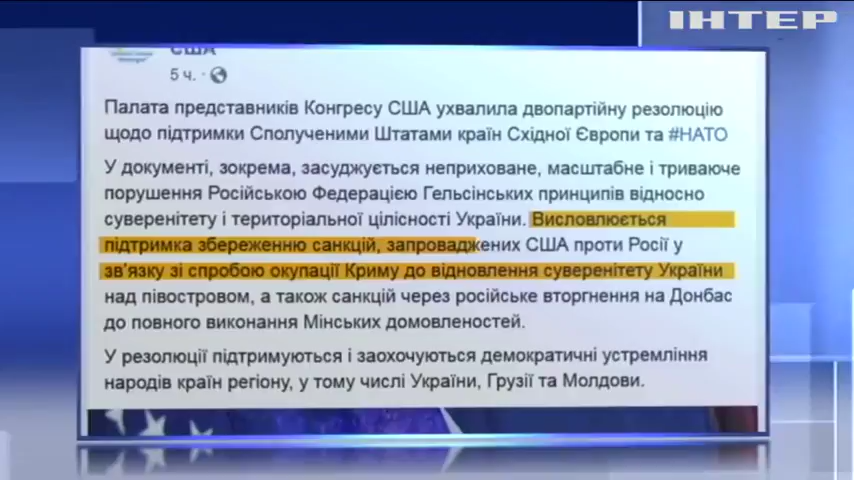 ІНТЕР
США
5 ч.
Палата представників Конгресу США ухвалила двопартійну резолюцію
щодо підтримки Сполученими Штатами країн Східної Європи та #НАТО
У документі, зокрема, засуджується неприховане, масштабне і триваюче
порушення Російською Федерацією Гельсінських принципів відносно
суверенітету і територіальної цілісності України. Висловлюється
підтримка збереженню санкцій, запроваджених США проти Росії у
зв'язку зі спробою окупації Криму до відновлення суверенітету України
над півостровом, а також санкцій через російське вторгнення на Донбас
до повного виконання Мінських домовленостей.
У резолюції підтримуються і заохочуються демократичні устремління
народів країн регіону, у тому числі України, Грузії та Молдови.